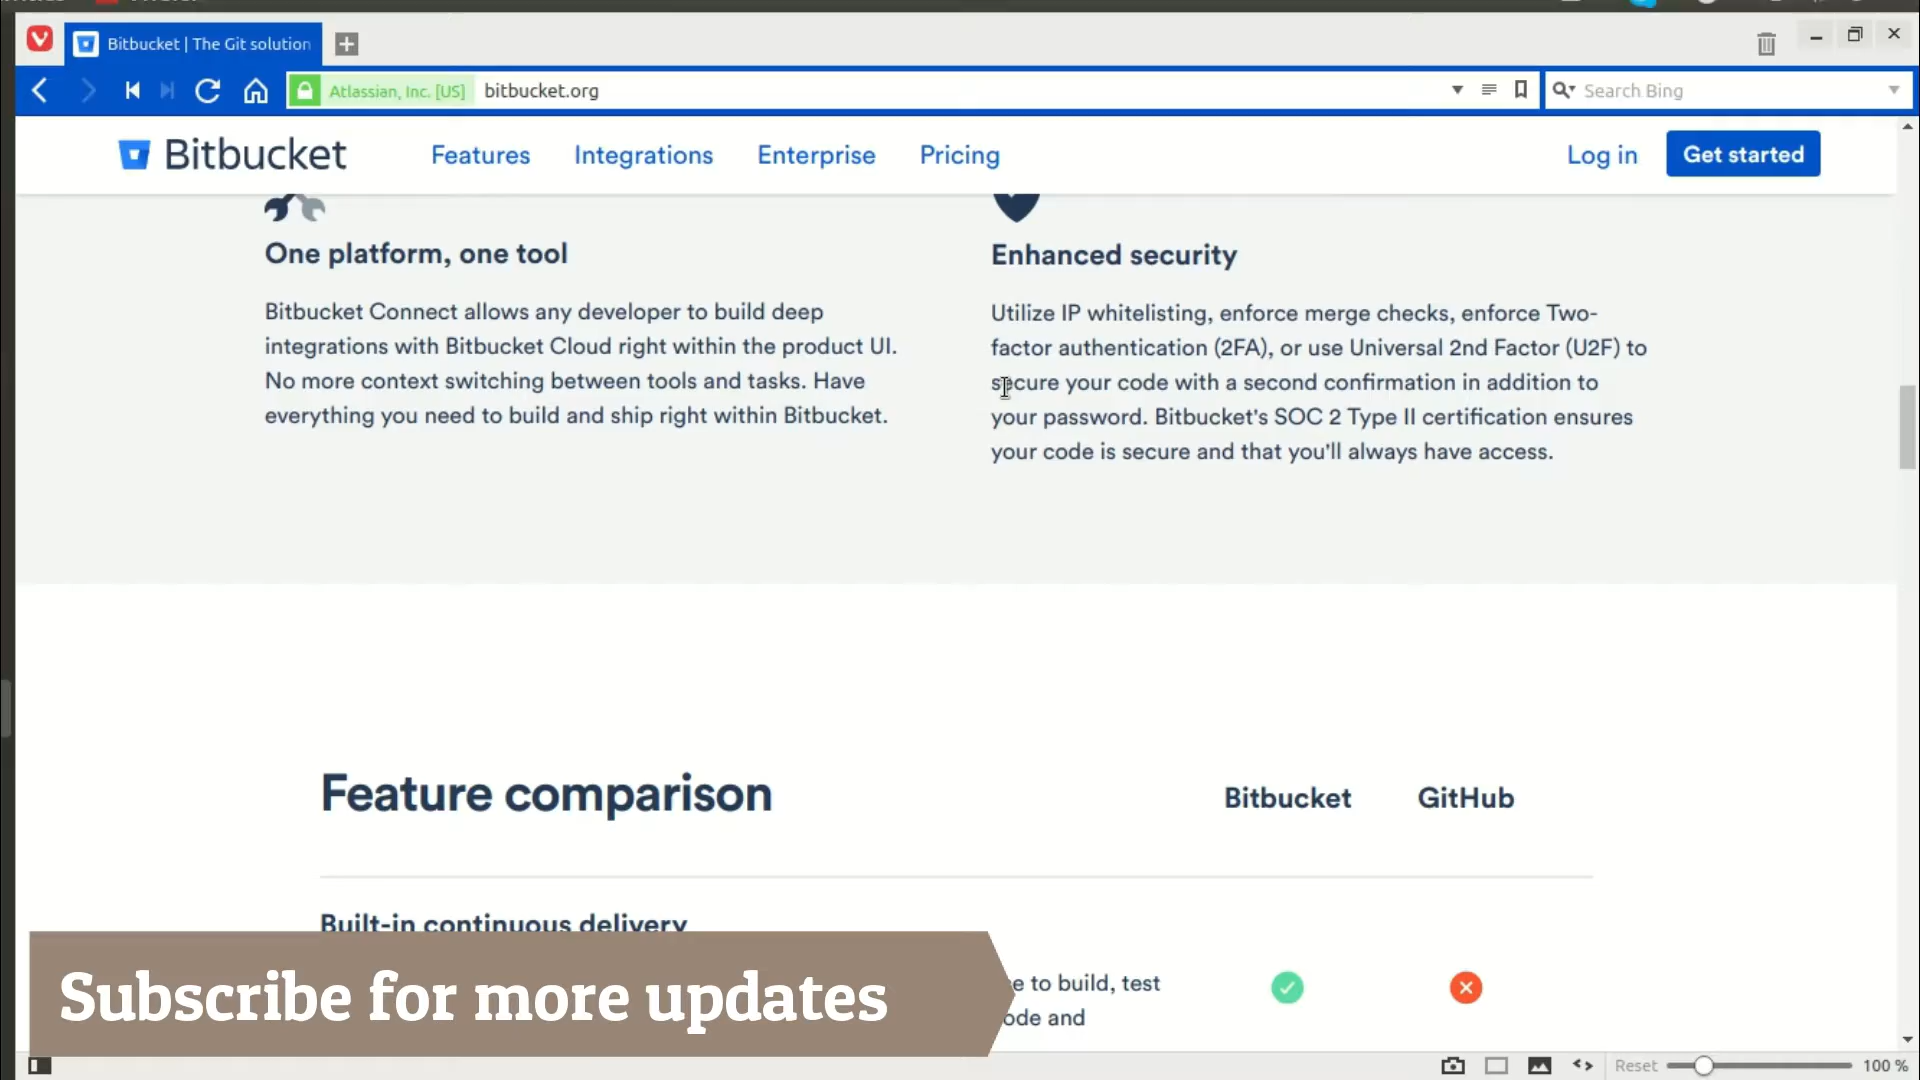 Bitbucket | The Git solution
Atlassian, Inc. [US] bitbucket.org
Search Bing
Bitbucket Features Integrations Enterprise Pricing Log in Get started
One platform, one tool
Bitbucket Connect allows any developer to build deep
integrations with Bitbucket Cloud right within the product UI.
No more context switching between tools and tasks. Have
everything you need to build and ship right within Bitbucket.
Enhanced security
Utilize IP whitelisting, enforce merge checks, enforce Two-
factor authentication (2FA), or use Universal 2nd Factor (U2F) to
secure your code with a second confirmation in addition to
your password. Bitbucket's SOC 2 Type II certification ensures
your code is secure and that you'll always have access.
Feature comparison Bitbucket GitHub
Built-in continuous delivery
to build, test
and
Subscribe for more updates
Reset 100 %